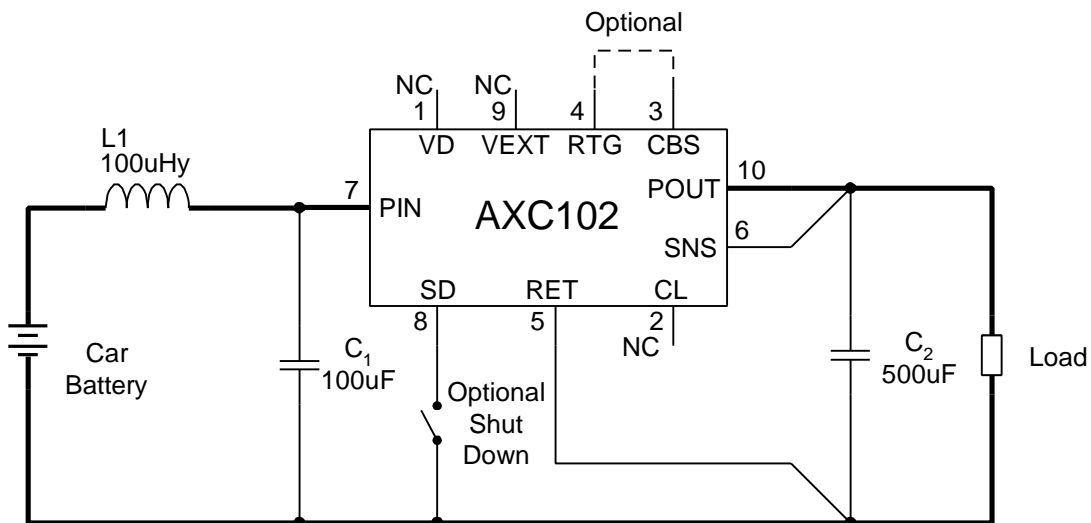 Optional
NC
NC
1
9
4
3
L1
100uHy
VD
VEXT
RTG
CBS
7
PIN
AXC102
POUT
10
SNS
6
SD
RET
CL
8
5
2
NC
Car
Battery
C1
100uF
Optional
Shut
Down
C2
500uF
Load